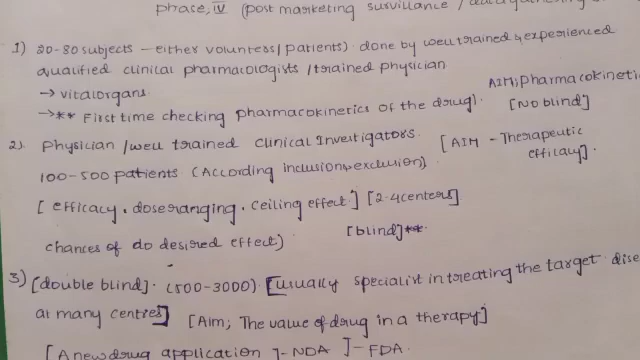 phase, IV (post marketing survillance /
1) 20-80 subjects - either volunters/patients) done by well trained & experienced
qualified clinical pharmacologists /trained physician
→ vitalorgans.
AIM; pharmacokineti
→ ** First time checking pharmacokinetics of the drug). [No blind]
2) physician /well trained clinical Investigators. [AIM - Therapeutic
100-500 patients (According inclusion, exclusion). efficacy].
[efficacy, dose ranging, ceiling effect] [2-4 centers]
chances of do desired effect) [blind]**
3) [double blind]. (500-3000). [usually specialist in treating the target dise
at many centres] [Aim; The value of drug in a therapy]
[A new drug application ]-NDA ]-FDA.